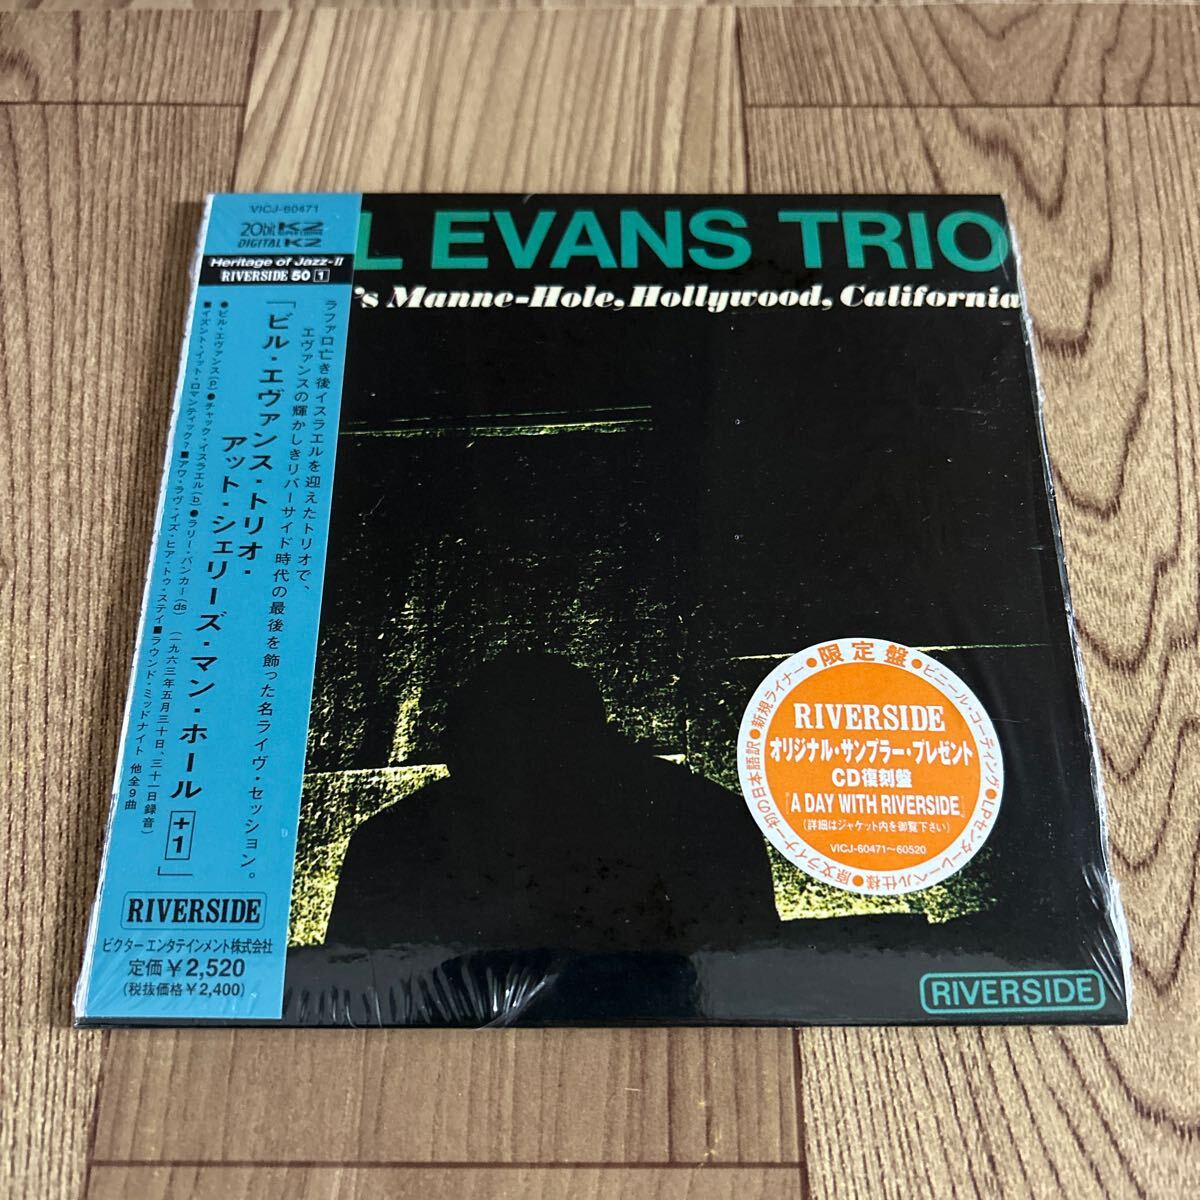 VICJ-60471
20bit K2 SUPER CODING
DIGITAL K2
Heritage of Jazz-II
RIVERSIDE 50 1
ラファロ亡き後イスラエルを迎えたトリオで、
エヴァンスの輝かしきリバーサイド時代の最後を飾った名ライヴ・セッション。
「ビル・エヴァンス・トリオ・
アット・シェリーズ・マン・ホール +1」
●ビル・エヴァンス(p)●チャック・イスラエル(b)●ラリー・バンカー(ds) (一九六三年五月三十日、三十一日録音)
■イズント・イット・ロマンティック?■アワ・ラヴ・イズ・ヒア・トゥ・ステイ■ラウンド・ミッドナイト 他全9曲
RIVERSIDE
ビクターエンタテインメント株式会社
定価¥2,520
(税抜価格¥2,400)
L EVANS TRIO
's Manne-Hole, Hollywood, California
●限定盤●ビニール・コーティング●LPセンターレーベル仕様●原文ライナー初の日本語訳●新規ライナー
RIVERSIDE
オリジナル・サンプラー・プレゼント
CD復刻盤
『A DAY WITH RIVERSIDE』
(詳細はジャケット内を御覧下さい)
VICJ-60471〜60520
RIVERSIDE